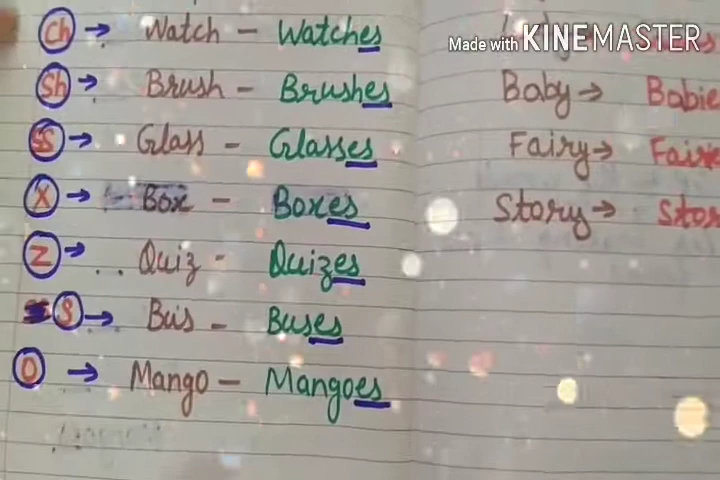 Made with KINEMASTER
ch → Watch - Watches
Sh → Brush - Brushes
SS → Glass - Glasses
X → Box - Boxes
Z → Quiz - Quizes
S → Bus - Buses
O → Mango - Mangoes
Baby → Babie
Fairy → Fairie
Story → Stor